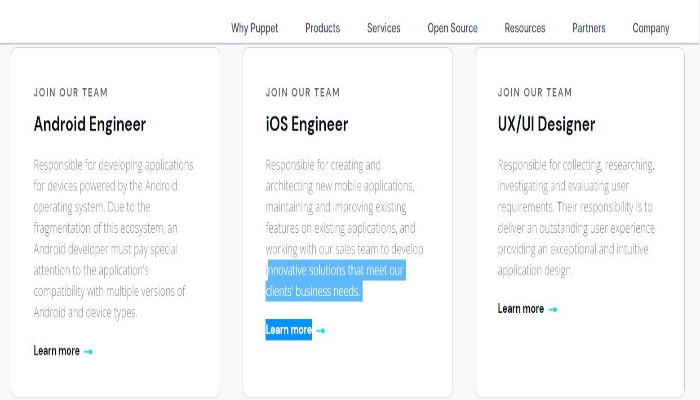 Why Puppet Products Services Open Source Resources Partners Company
JOIN OUR TEAM
Android Engineer
Responsible for developing applications
for devices powered by the Android
operating system. Due to the
fragmentation of this ecosystem, an
Android developer must pay special
attention to the application's
compatibility with multiple versions of
Android and device types.
Learn more →
JOIN OUR TEAM
iOS Engineer
Responsible for creating and
architecting new mobile applications,
maintaining and improving existing
features on existing applications, and
working with our sales team to develop
innovative solutions that meet our
clients' business needs.
Learn more →
JOIN OUR TEAM
UX/UI Designer
Responsible for collecting, researching,
investigating and evaluating user
requirements. Their responsibility is to
deliver an outstanding user experience
providing an exceptional and intuitive
application design.
Learn more →